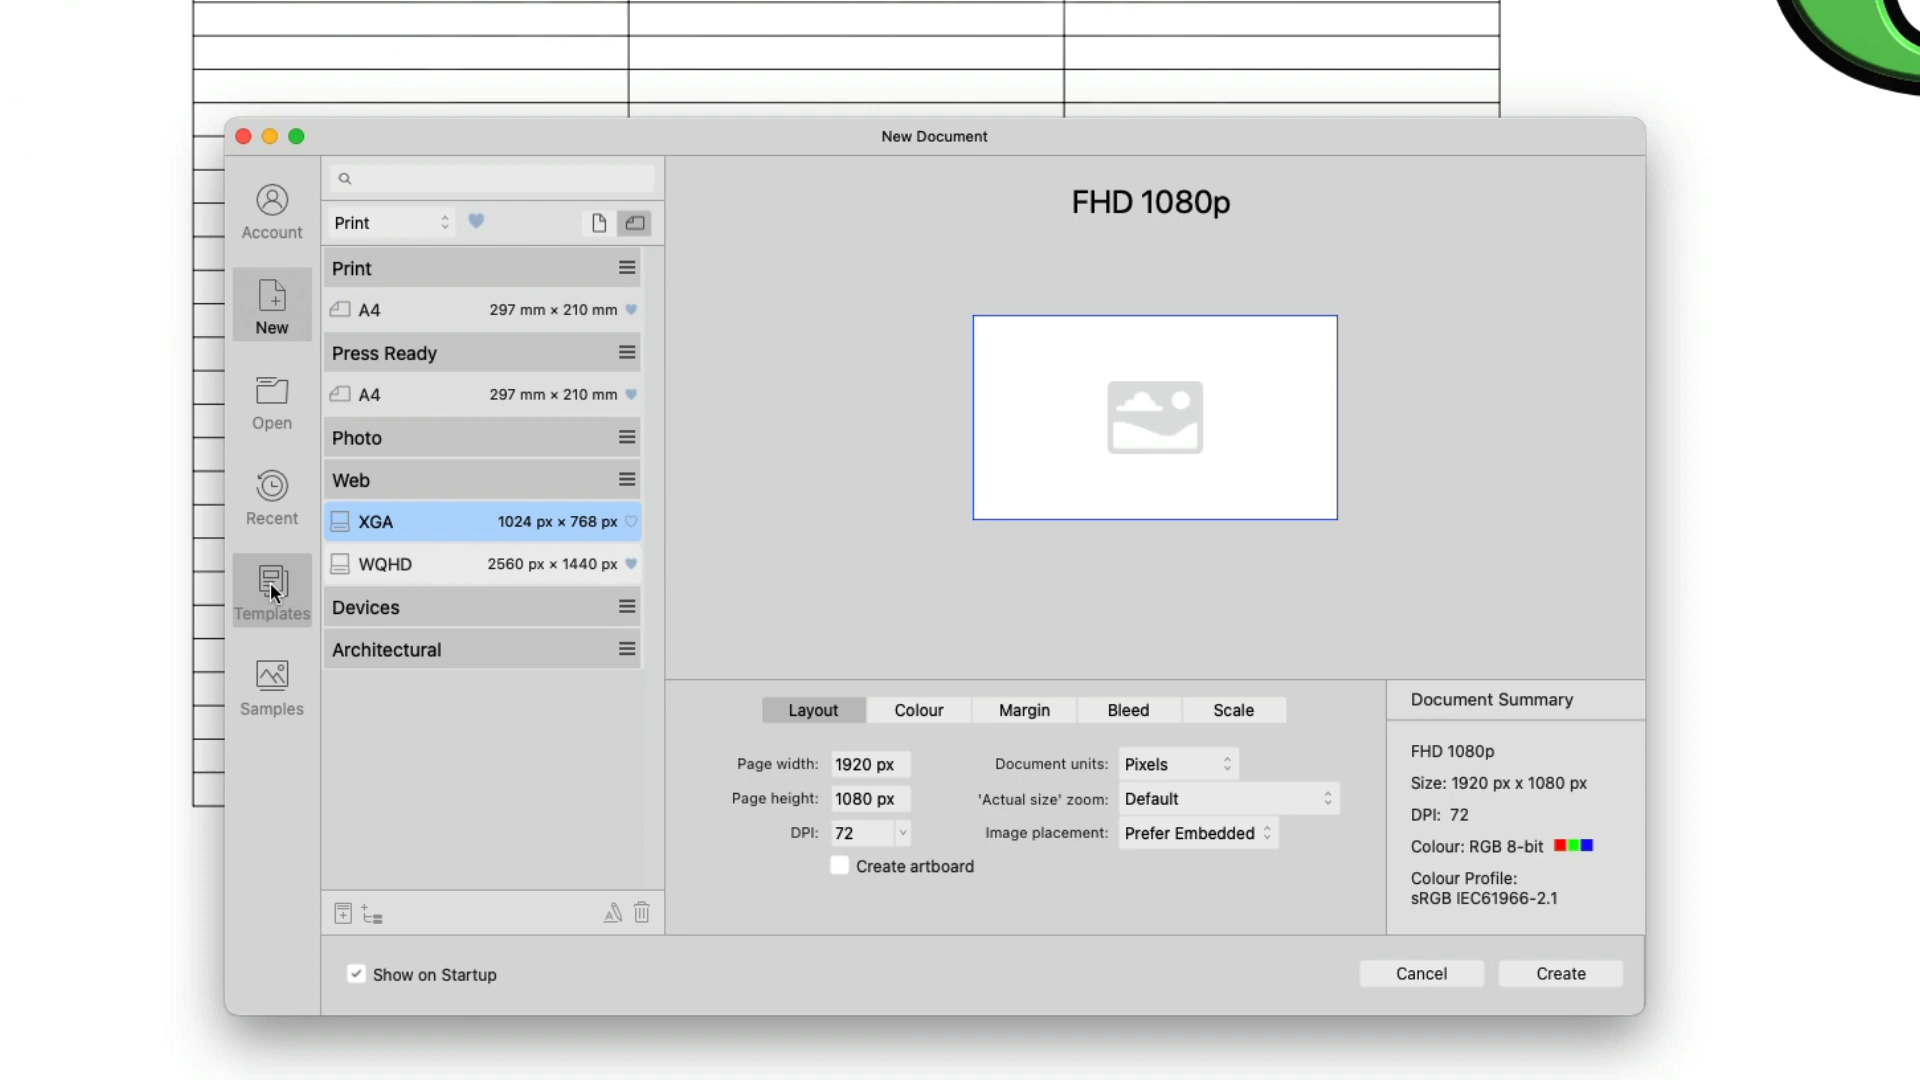 New Document
Account
New
Open
Recent
Templates
Samples
Print
Print
A4 297 mm × 210 mm
Press Ready
A4 297 mm × 210 mm
Photo
Web
XGA 1024 px × 768 px
WQHD 2560 px × 1440 px
Devices
Architectural
FHD 1080p
Layout Colour Margin Bleed Scale
Page width: 1920 px
Page height: 1080 px
DPI: 72
Create artboard
Document units: Pixels
'Actual size' zoom: Default
Image placement: Prefer Embedded
Document Summary
FHD 1080p
Size: 1920 px x 1080 px
DPI: 72
Colour: RGB 8-bit
Colour Profile:
sRGB IEC61966-2.1
Show on Startup
Cancel Create